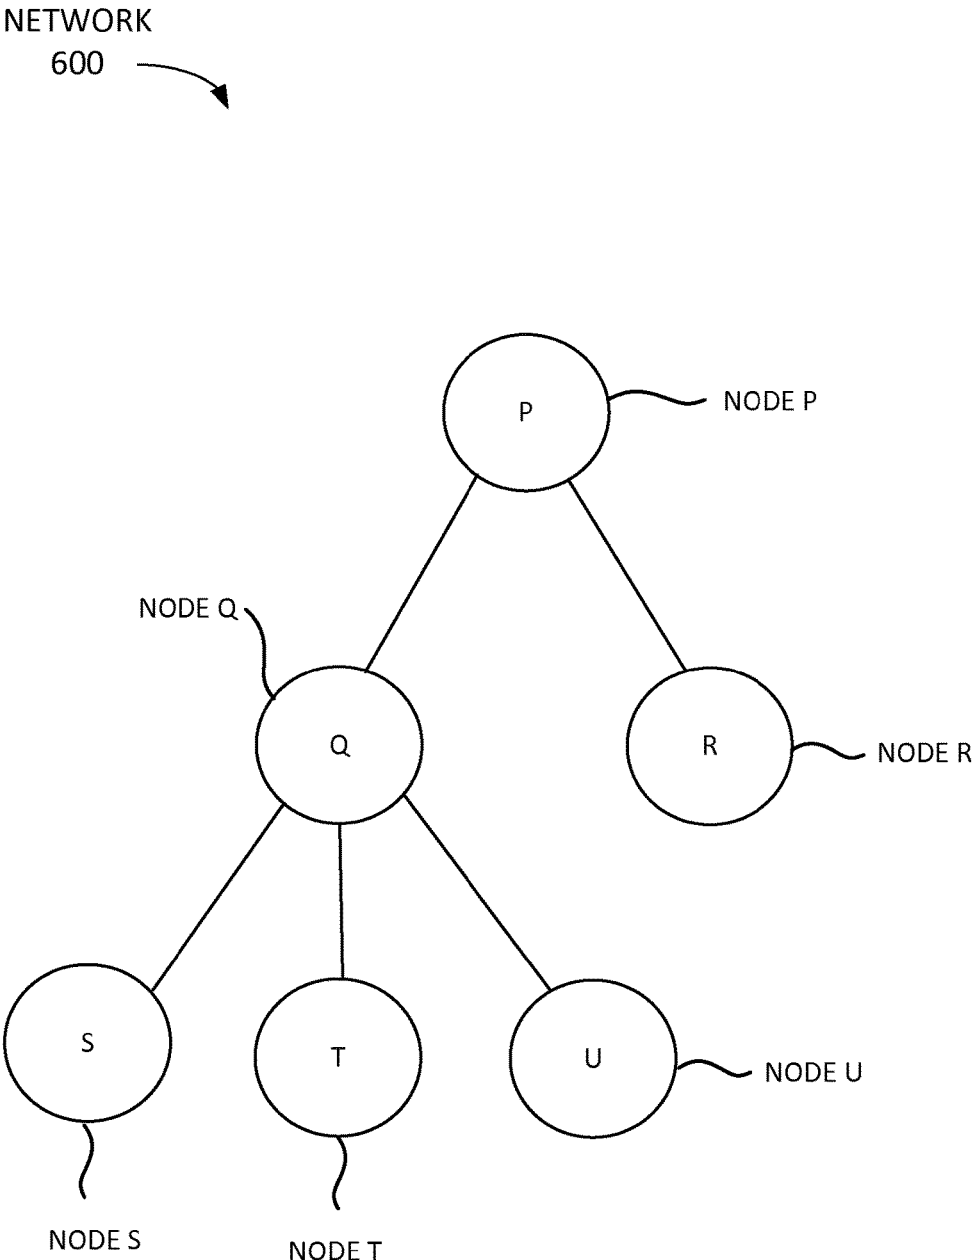 NETWORK
600
P
NODE P
NODE Q
Q
R
NODE R
S
T
U
NODE U
NODE S
NODE T